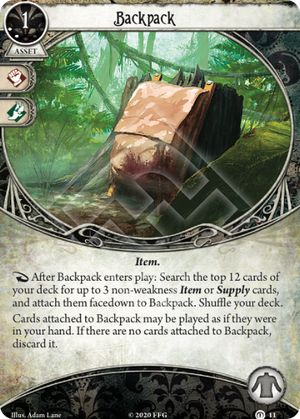 Backpack
1
ASSET
Item.
After Backpack enters play: Search the top 12 cards of
your deck for up to 3 non-weakness Item or Supply cards,
and attach them facedown to Backpack. Shuffle your deck.
Cards attached to Backpack may be played as if they were
in your hand. If there are no cards attached to Backpack,
discard it.
Illus. Adam Lane
© 2020 FFG
11